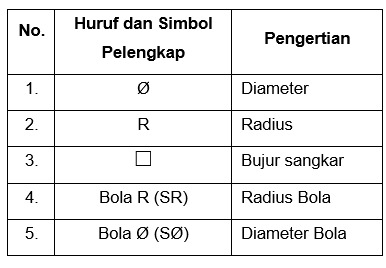 No. Huruf dan Simbol Pelengkap Pengertian
1. Ø Diameter
2. R Radius
3. □ Bujur sangkar
4. Bola R (SR) Radius Bola
5. Bola Ø (SØ) Diameter Bola